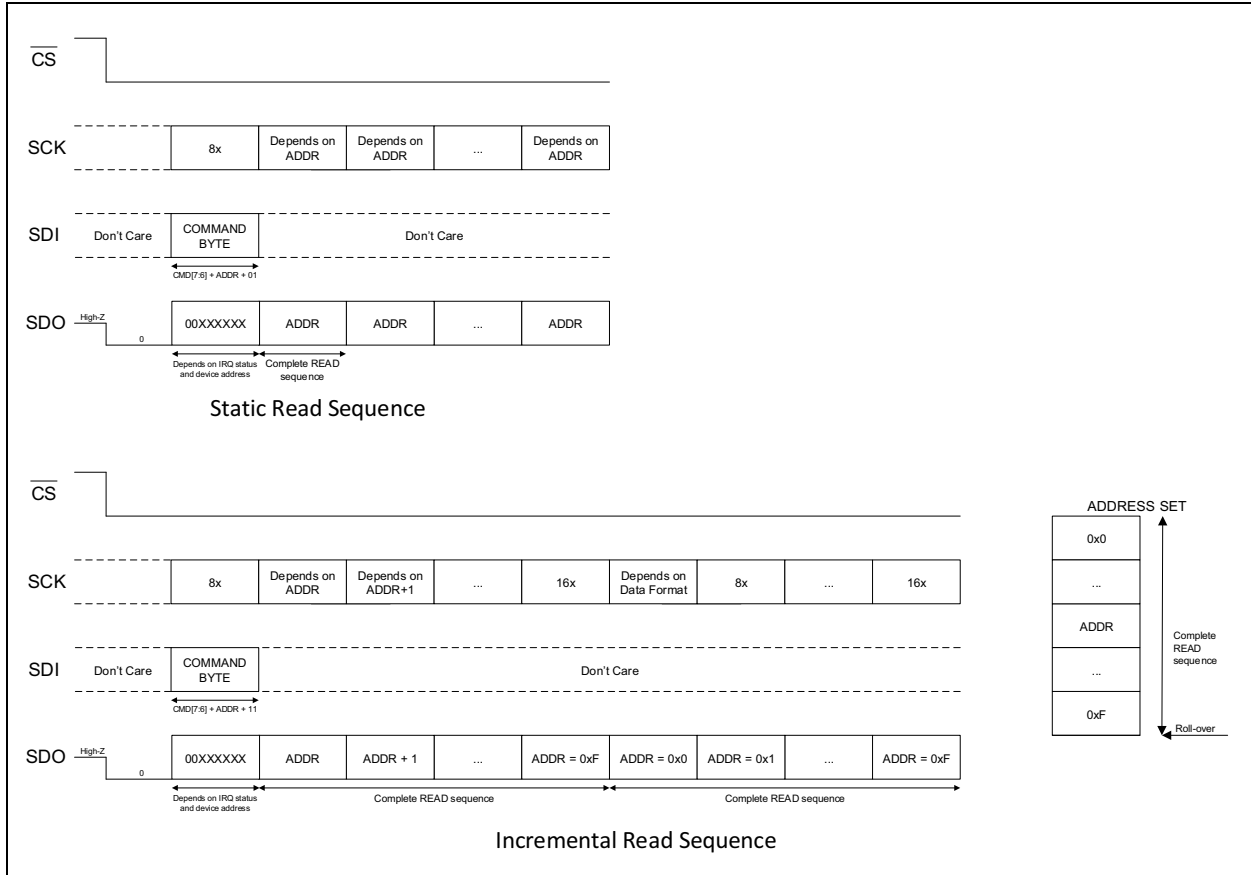 CS
SCK
8x
Depends on
ADDR
Depends on
ADDR
...
Depends on
ADDR
SDI
Don't Care
COMMAND
BYTE
Don't Care
CMD[7:6] + ADDR + 01
SDO
High-Z
0
00XXXXXX
ADDR
ADDR
...
ADDR
Depends on IRQ status
and device address
Complete READ
sequence
Static Read Sequence
CS
SCK
8x
Depends on
ADDR
Depends on
ADDR+1
...
16x
Depends on
Data Format
8x
...
16x
SDI
Don't Care
COMMAND
BYTE
Don't Care
CMD[7:6] + ADDR + 11
SDO
High-Z
0
00XXXXXX
ADDR
ADDR + 1
...
ADDR = 0xF
ADDR = 0x0
ADDR = 0x1
...
ADDR = 0xF
Depends on IRQ status
and device address
Complete READ sequence
Complete READ sequence
Incremental Read Sequence
ADDRESS SET
0x0
...
ADDR
...
0xF
Complete
READ
sequence
Roll-over